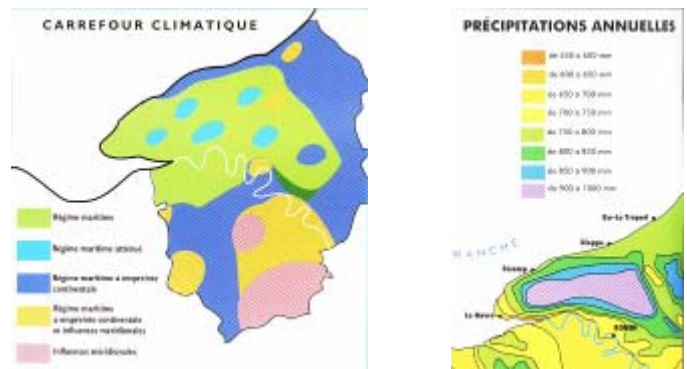 CARREFOUR CLIMATIQUE
Régime maritime
Régime maritime atténué
Régime maritime à empreinte
continentale
Régime maritime
à empreinte continentale
et influences méridionales
Influences méridionales
PRÉCIPITATIONS ANNUELLES
de 600 à 650 mm
de 650 à 700 mm
de 700 à 750 mm
de 750 à 800 mm
de 800 à 850 mm
de 850 à 900 mm
de 900 à 1000 mm
Eu-Le Tréport
Dieppe
MANCHE
Fécamp
Le Havre
ROUEN